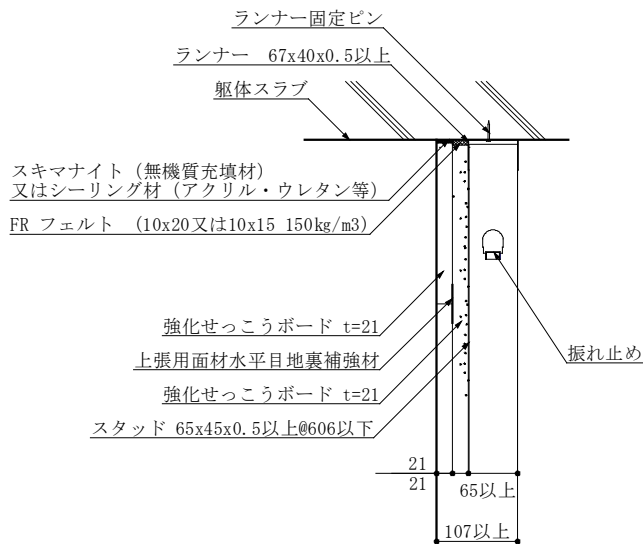 ランナー固定ピン
ランナー 67x40x0.5以上
躯体スラブ
スキマナイト（無機質充填材）
又はシーリング材（アクリル・ウレタン等）
FR フェルト （10x20又は10x15 150kg/m3）
強化せっこうボード t=21
上張用面材水平目地裏補強材
振れ止め
強化せっこうボード t=21
スタッド 65x45x0.5以上@606以下
21
21
65以上
107以上